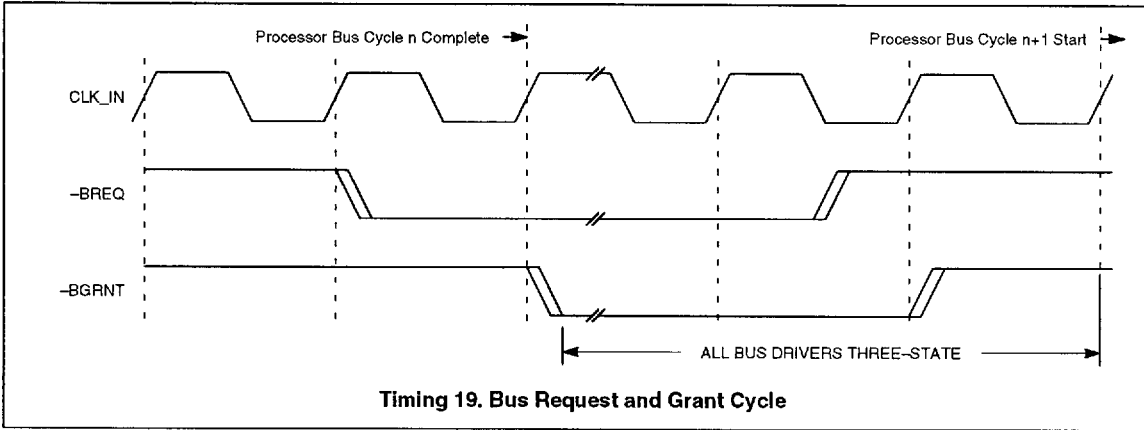 Processor Bus Cycle n Complete
Processor Bus Cycle n+1 Start
CLK_IN
–BREQ
–BGRNT
ALL BUS DRIVERS THREE–STATE
Timing 19. Bus Request and Grant Cycle